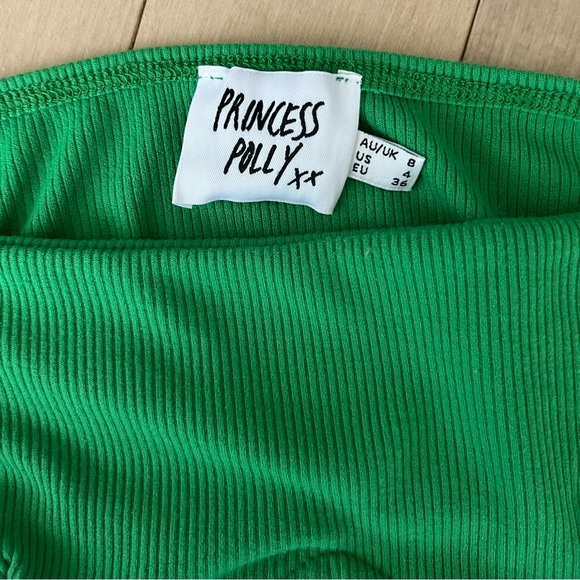 PRINCESS
POLLY xx
AU/UK 8
US 4
EU 36